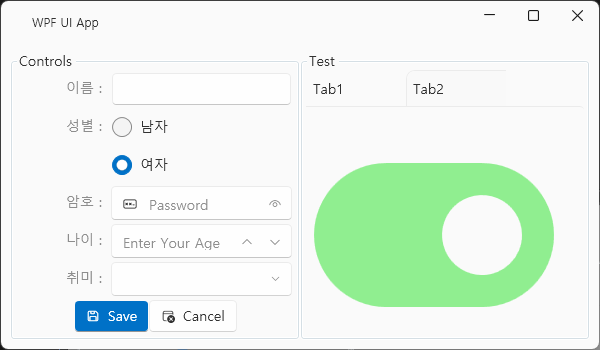 WPF UI App
Controls
이름 :
성별 :
남자
여자
암호 :
Password
나이 :
Enter Your Age
취미 :
Save
Cancel
Test
Tab1
Tab2